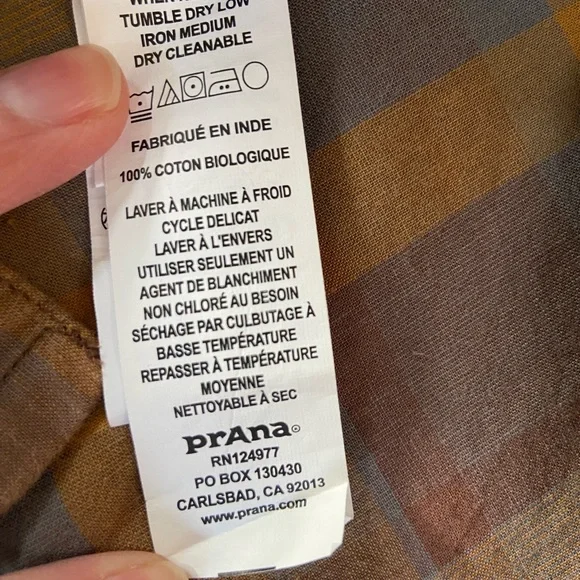 TUMBLE DRY LOW
IRON MEDIUM
DRY CLEANABLE
FABRIQUÉ EN INDE
100% COTON BIOLOGIQUE
LAVER À MACHINE À FROID
CYCLE DELICAT
LAVER À L'ENVERS
UTILISER SEULEMENT UN
AGENT DE BLANCHIMENT
NON CHLORÉ AU BESOIN
SÉCHAGE PAR CULBUTAGE À
BASSE TEMPÉRATURE
REPASSER À TEMPÉRATURE
MOYENNE
NETTOYABLE À SEC
prAna
RN124977
PO BOX 130430
CARLSBAD, CA 92013
www.prana.com